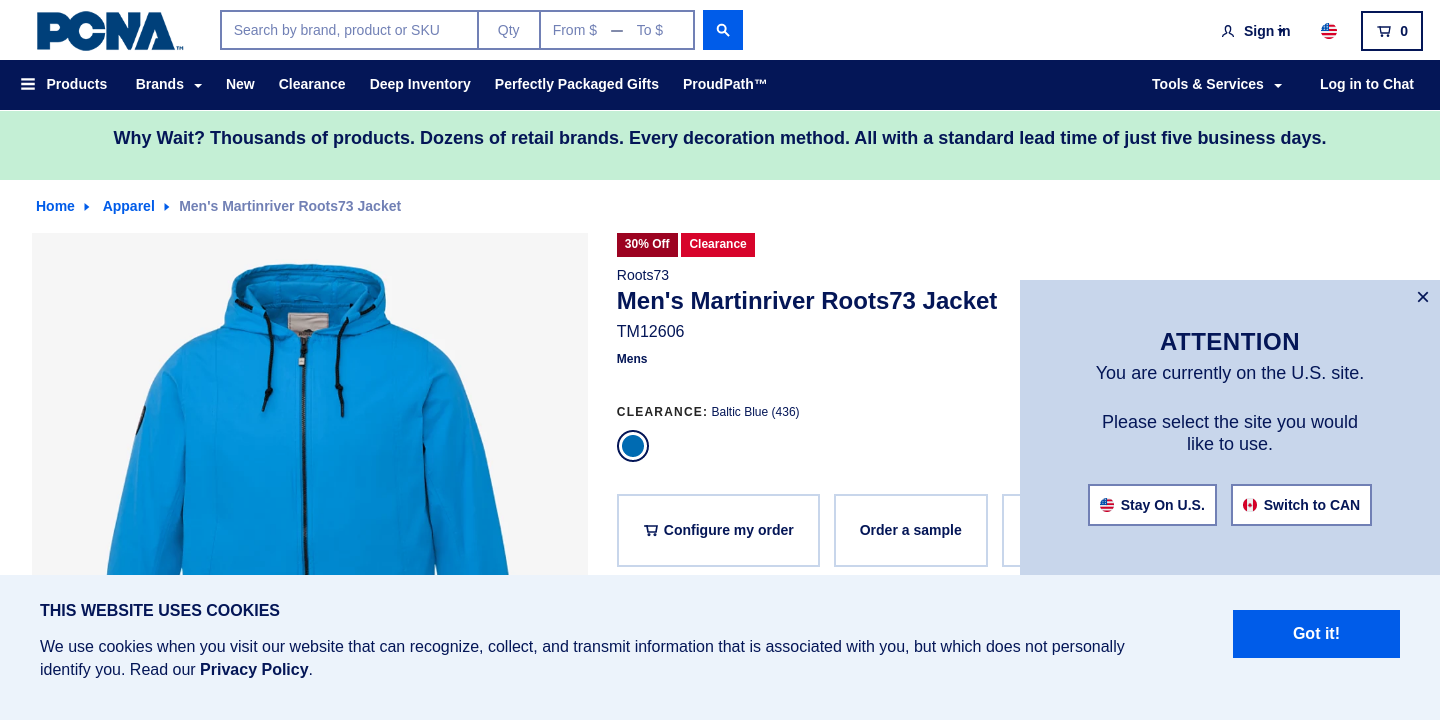 PCNA™
Search by brand, product or SKU
Qty
From $ — To $
Sign in
0
Products
Brands
New
Clearance
Deep Inventory
Perfectly Packaged Gifts
ProudPath™
Tools & Services
Log in to Chat
Why Wait? Thousands of products. Dozens of retail brands. Every decoration method. All with a standard lead time of just five business days.
Home
Apparel
Men's Martinriver Roots73 Jacket
30% Off
Clearance
Roots73
Men's Martinriver Roots73 Jacket
TM12606
Mens
CLEARANCE: Baltic Blue (436)
Configure my order
Order a sample
×
ATTENTION
You are currently on the U.S. site.
Please select the site you would
like to use.
Stay On U.S.
Switch to CAN
THIS WEBSITE USES COOKIES
We use cookies when you visit our website that can recognize, collect, and transmit information that is associated with you, but which does not personally
identify you. Read our Privacy Policy.
Got it!